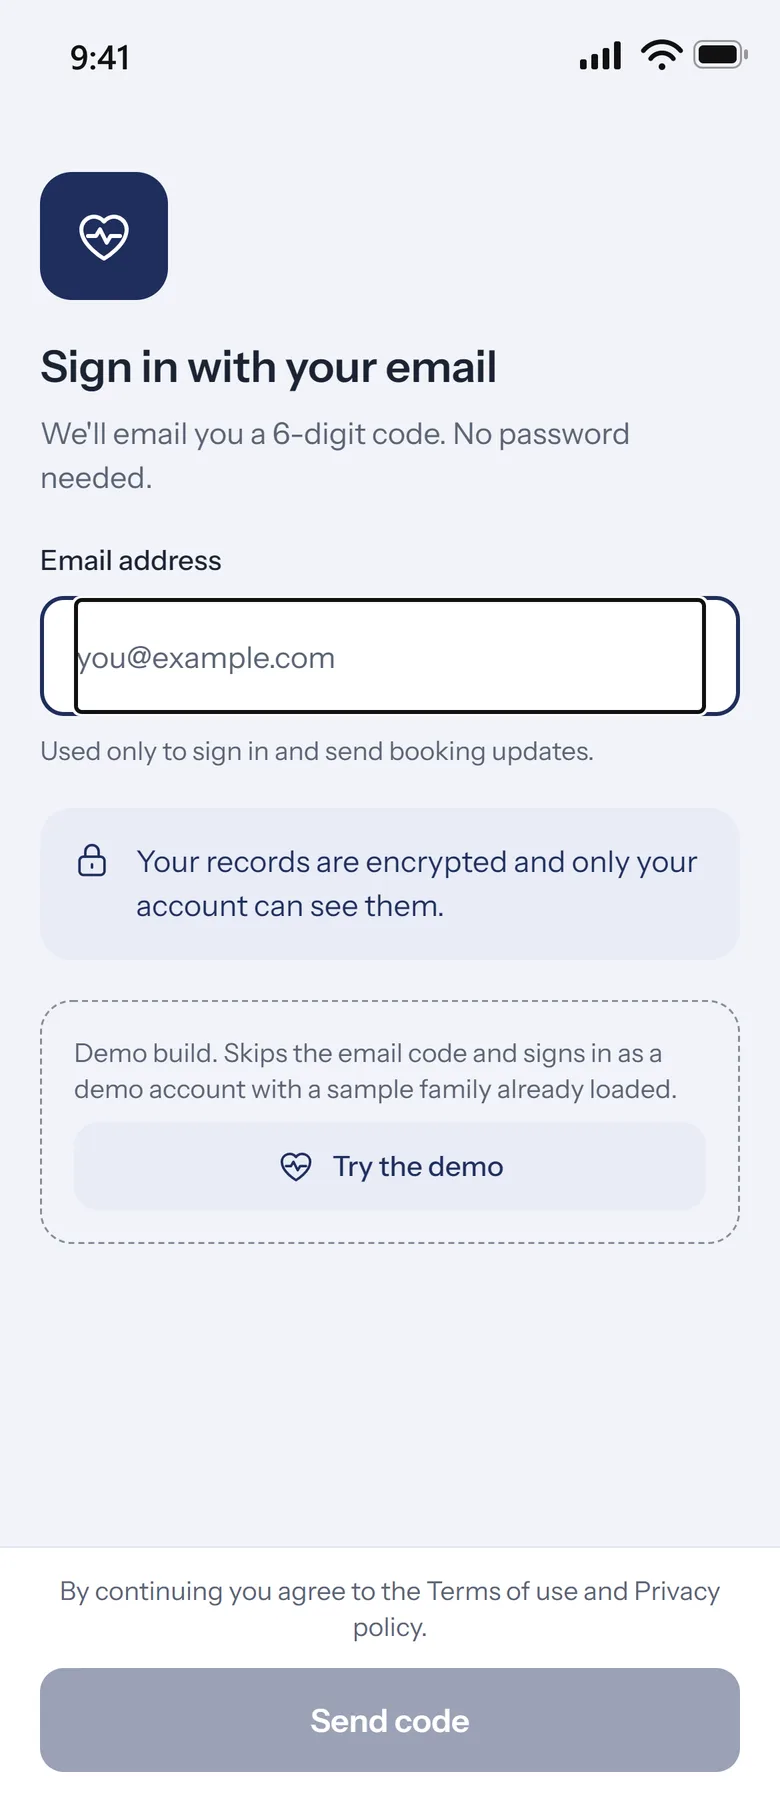 9:41
Sign in with your email
We'll email you a 6-digit code. No password
needed.
Email address
you@example.com
Used only to sign in and send booking updates.
Your records are encrypted and only your
account can see them.
Demo build. Skips the email code and signs in as a
demo account with a sample family already loaded.
Try the demo
By continuing you agree to the Terms of use and Privacy
policy.
Send code